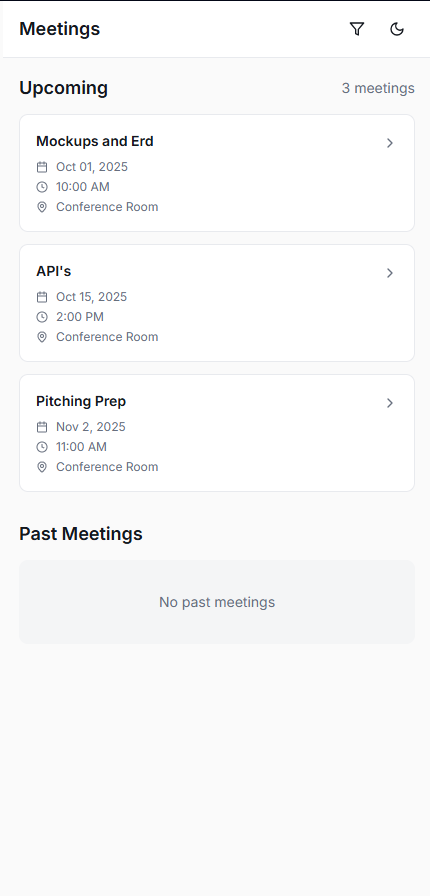 Meetings
Upcoming
3 meetings
Mockups and Erd
Oct 01, 2025
10:00 AM
Conference Room
API's
Oct 15, 2025
2:00 PM
Conference Room
Pitching Prep
Nov 2, 2025
11:00 AM
Conference Room
Past Meetings
No past meetings